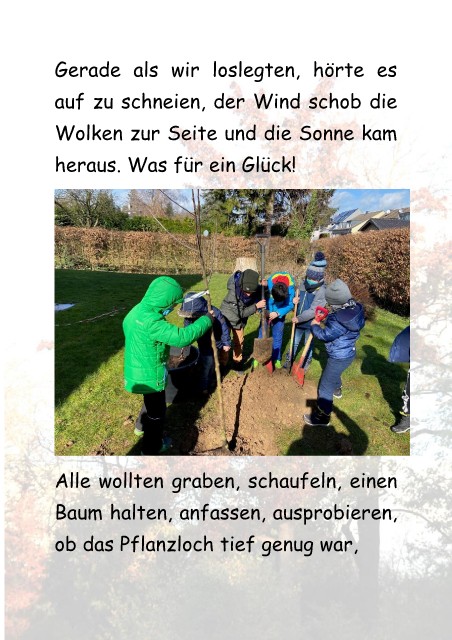 Gerade als wir loslegten, hörte es
auf zu schneien, der Wind schob die
Wolken zur Seite und die Sonne kam
heraus. Was für ein Glück!
Alle wollten graben, schaufeln, einen
Baum halten, anfassen, ausprobieren,
ob das Pflanzloch tief genug war,